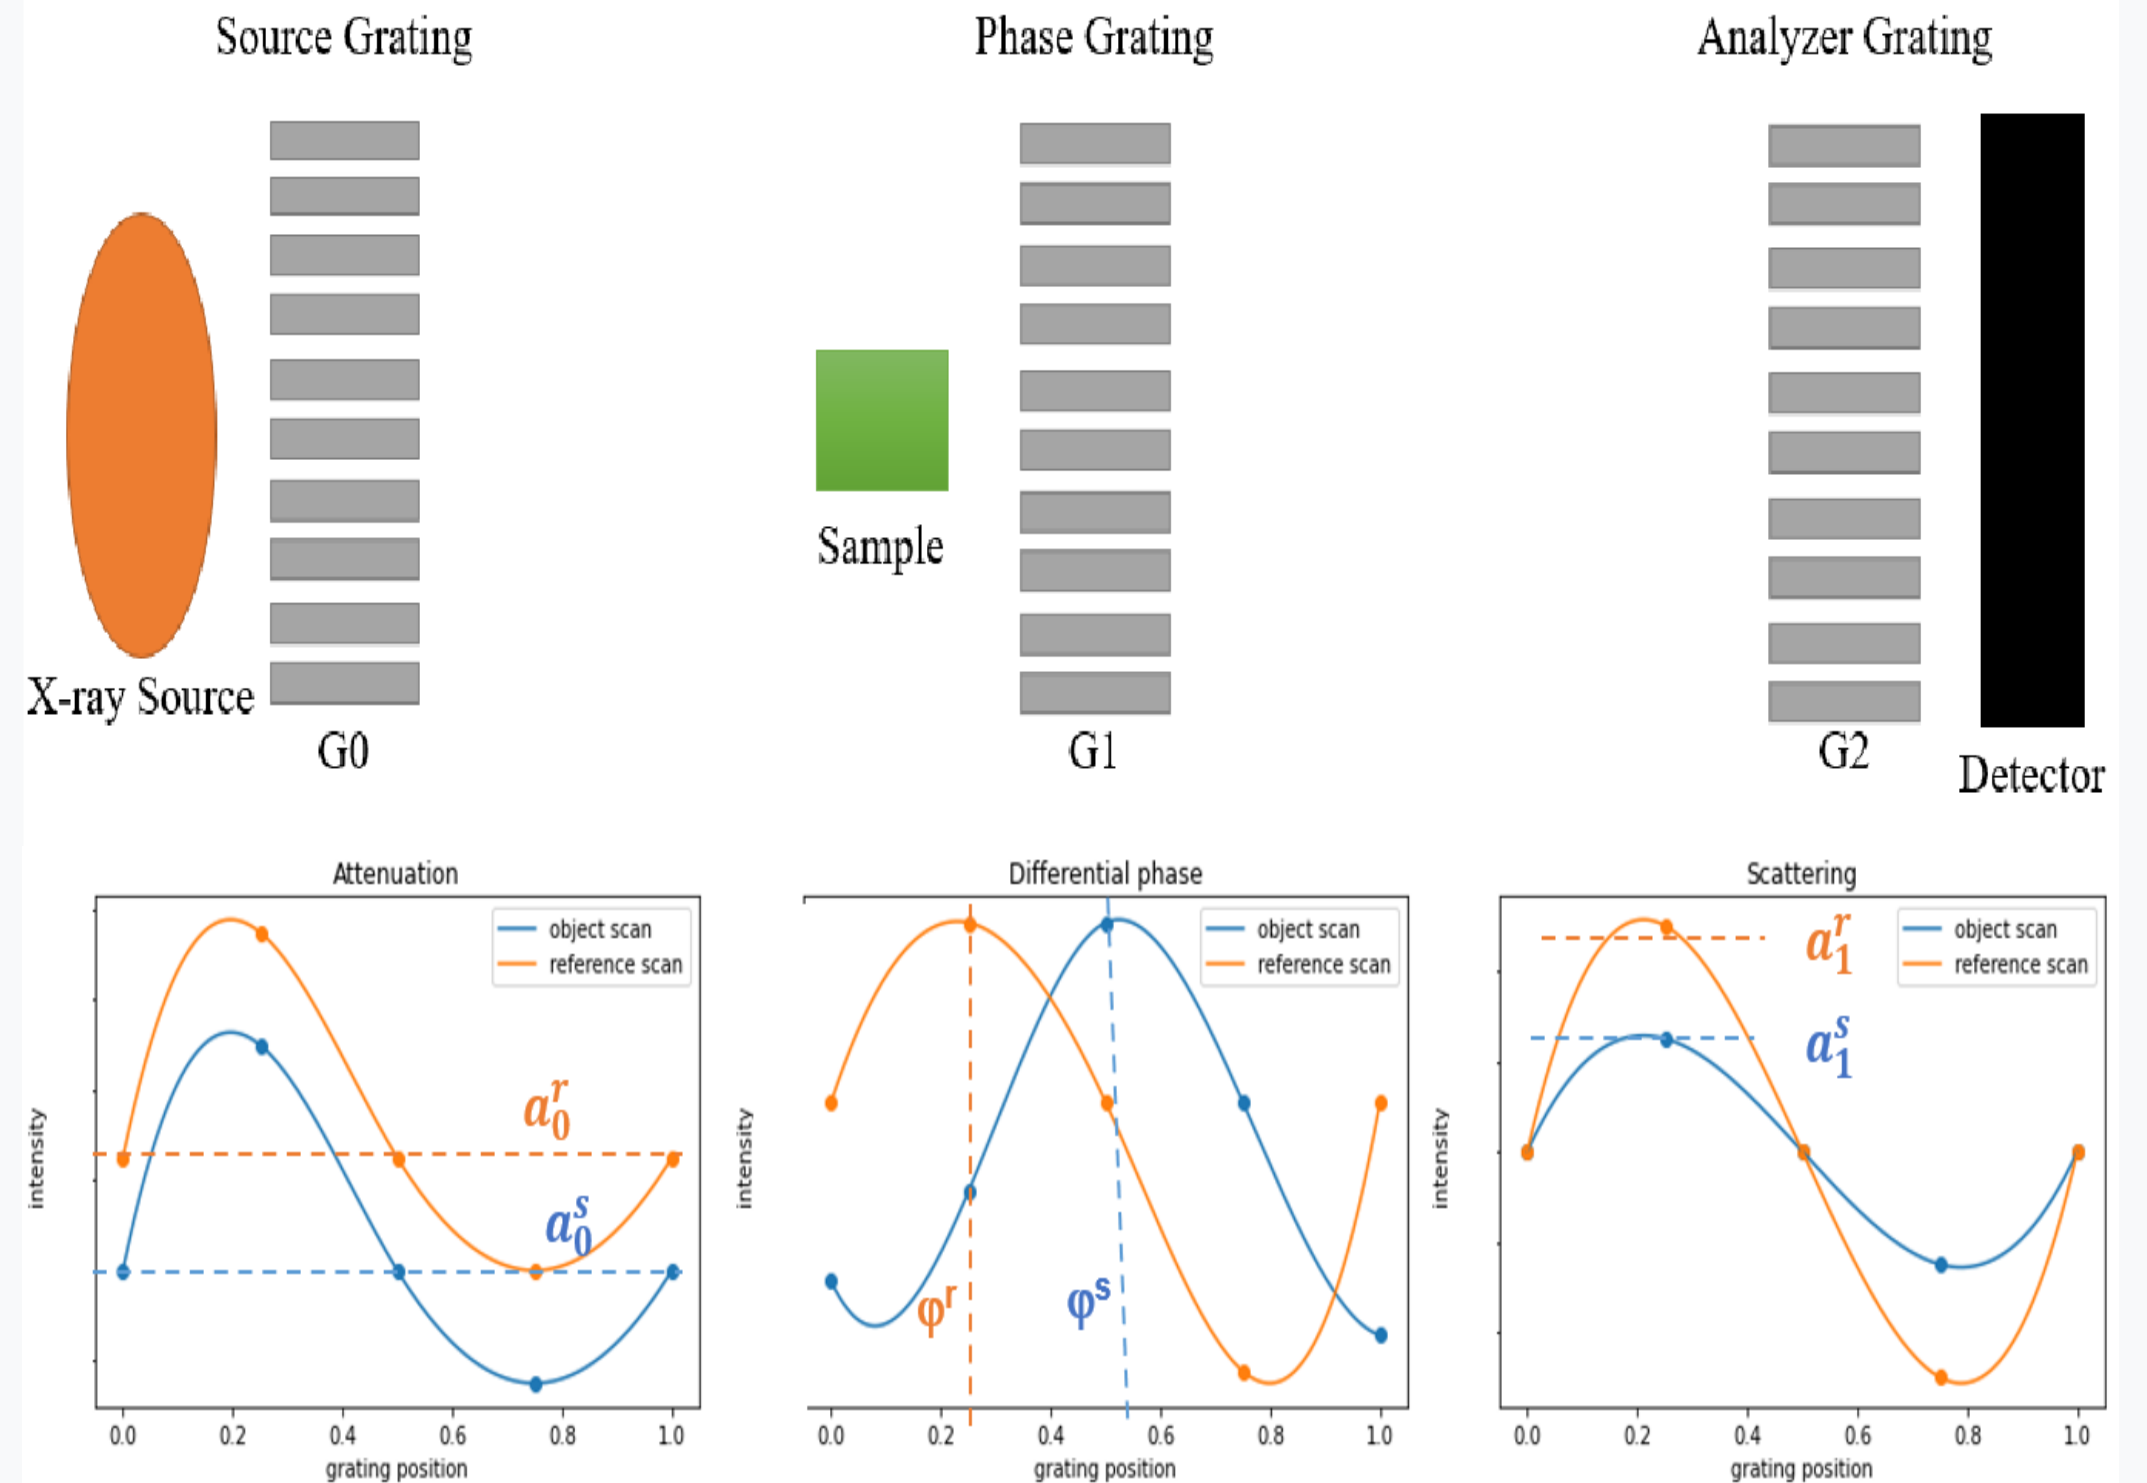 Source Grating
Phase Grating
Analyzer Grating
Sample
X-ray Source
G0
G1
G2
Detector
Attenuation
object scan
reference scan
a₀ʳ
a₀ˢ
intensity
0.0 0.2 0.4 0.6 0.8 1.0
grating position
Differential phase
object scan
reference scan
φʳ
φˢ
intensity
0.0 0.2 0.4 0.6 0.8 1.0
grating position
Scattering
object scan
reference scan
a₁ʳ
a₁ˢ
intensity
0.0 0.2 0.4 0.6 0.8 1.0
grating position